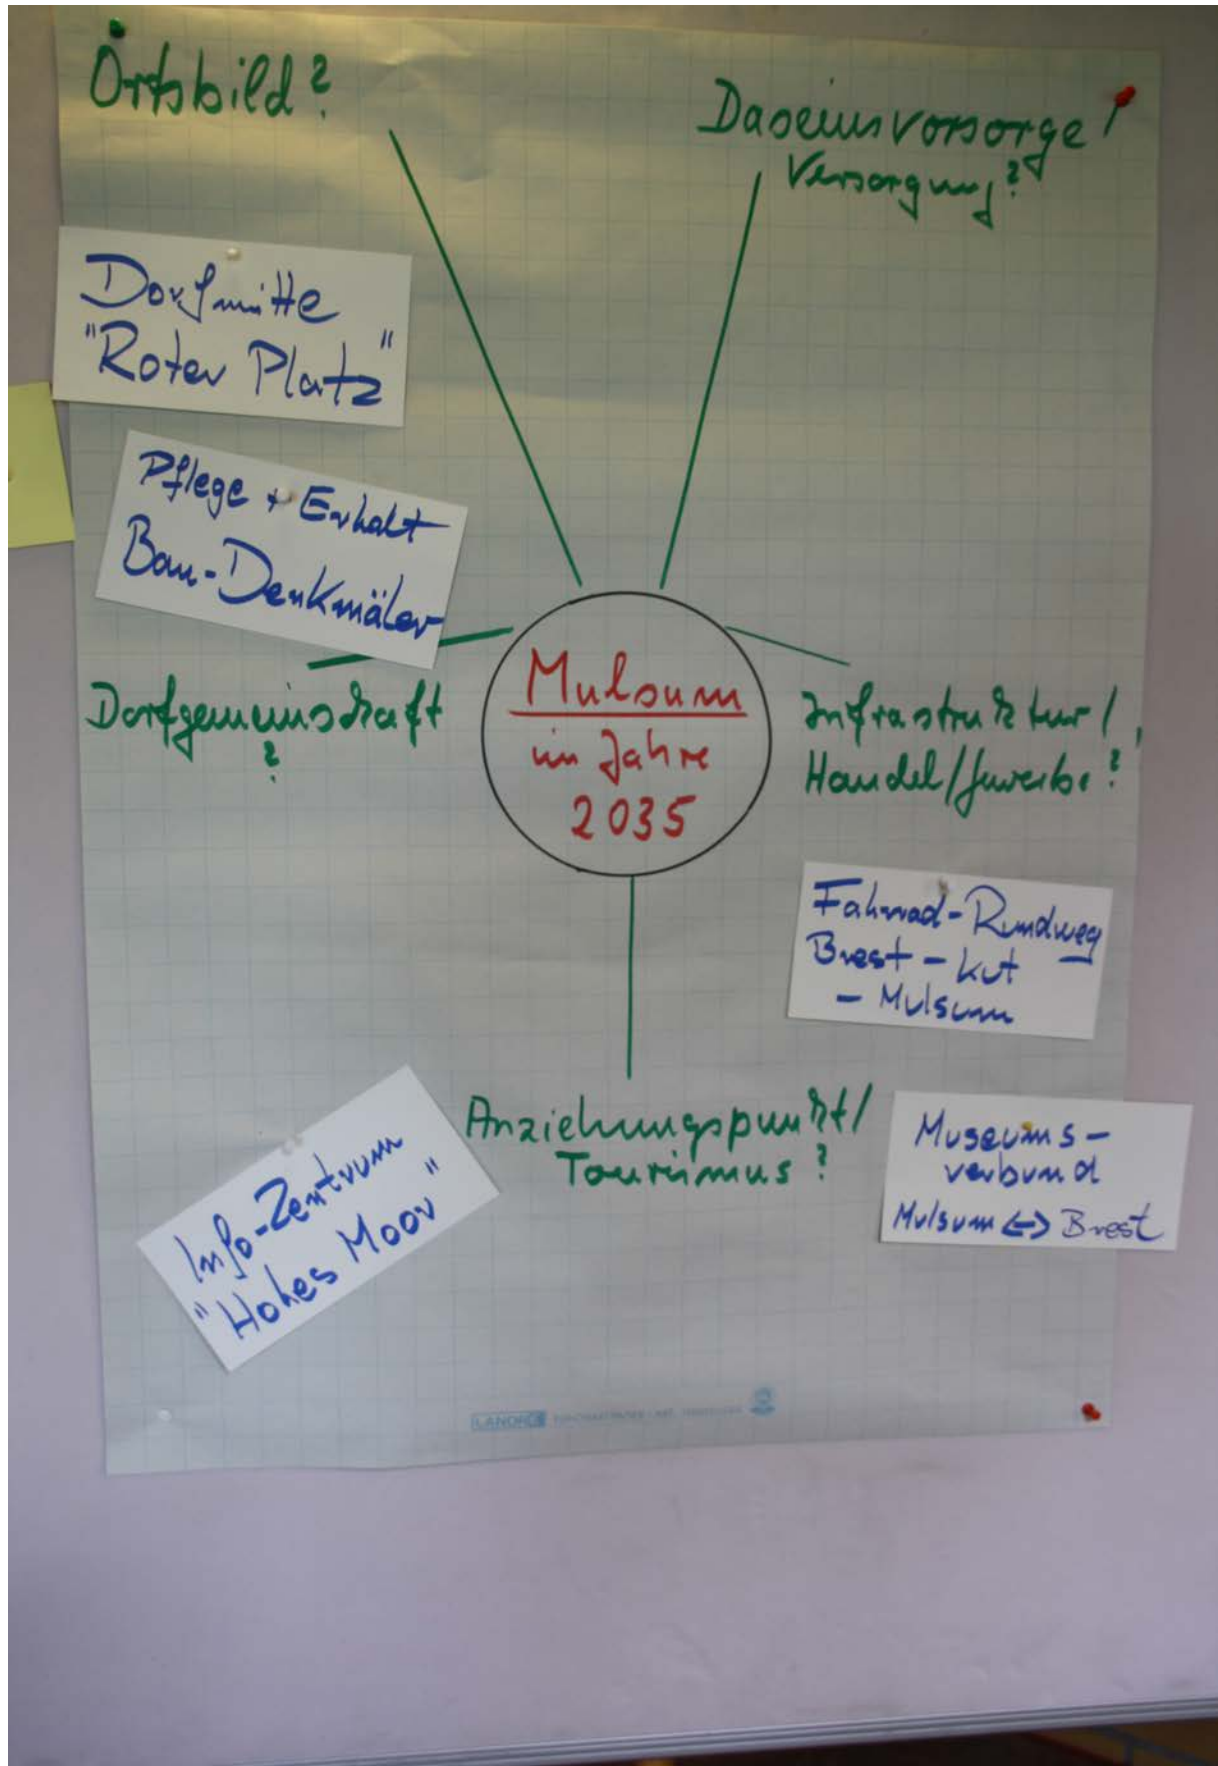 Ortsbild?
Daseinsvorsorge /
Versorgung?
Dorfmitte
"Roter Platz"
Pflege + Erhalt
Bau-Denkmäler
Dorfgemeinschaft
?
Mulsum
im Jahre
2035
Infrastruktur /
Handel/Gewerbe?
Fahrrad-Rundweg
Brest - Kut
- Mulsum
Anziehungspunkt/
Tourismus?
Museums-
verbund
Mulsum <-> Brest
Info-Zentrum
"Hohes Moor"